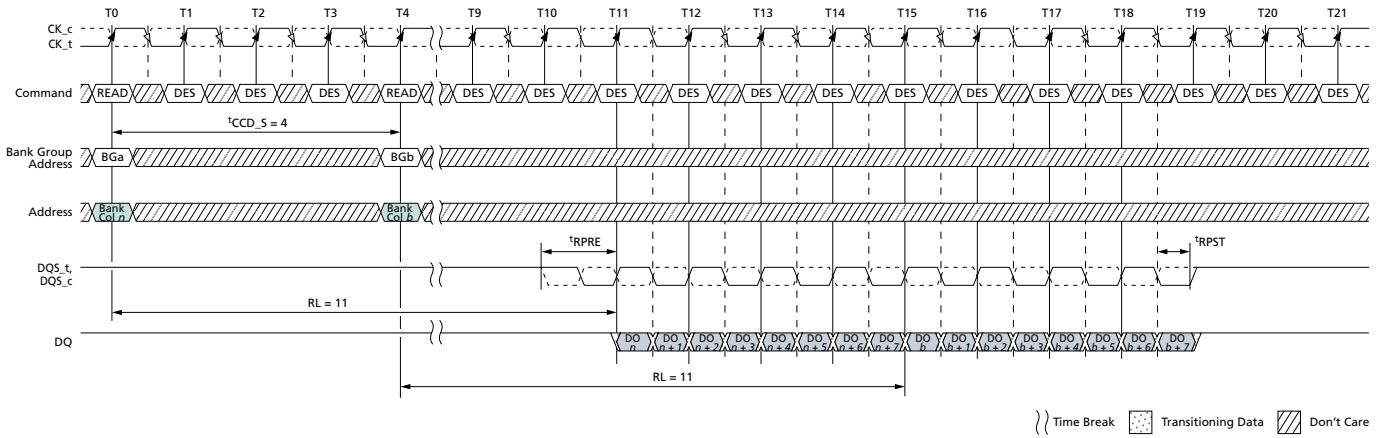 T0 T1 T2 T3 T4 T9 T10 T11 T12 T13 T14 T15 T16 T17 T18 T19 T20 T21
CK_c
CK_t
Command READ DES DES DES READ DES DES DES DES DES DES DES DES DES DES DES DES DES
tCCD_S = 4
Bank Group
Address
BGa BGb
Address
Bank
Col n
Bank
Col b
tRPRE tRPST
DQS_t,
DQS_c
RL = 11
DQ
DO
n
DO
n + 1
DO
n + 2
DO
n + 3
DO
n + 4
DO
n + 5
DO
n + 6
DO
n + 7
DO
b
DO
b + 1
DO
b + 2
DO
b + 3
DO
b + 4
DO
b + 5
DO
b + 6
DO
b + 7
RL = 11
Time Break Transitioning Data Don't Care